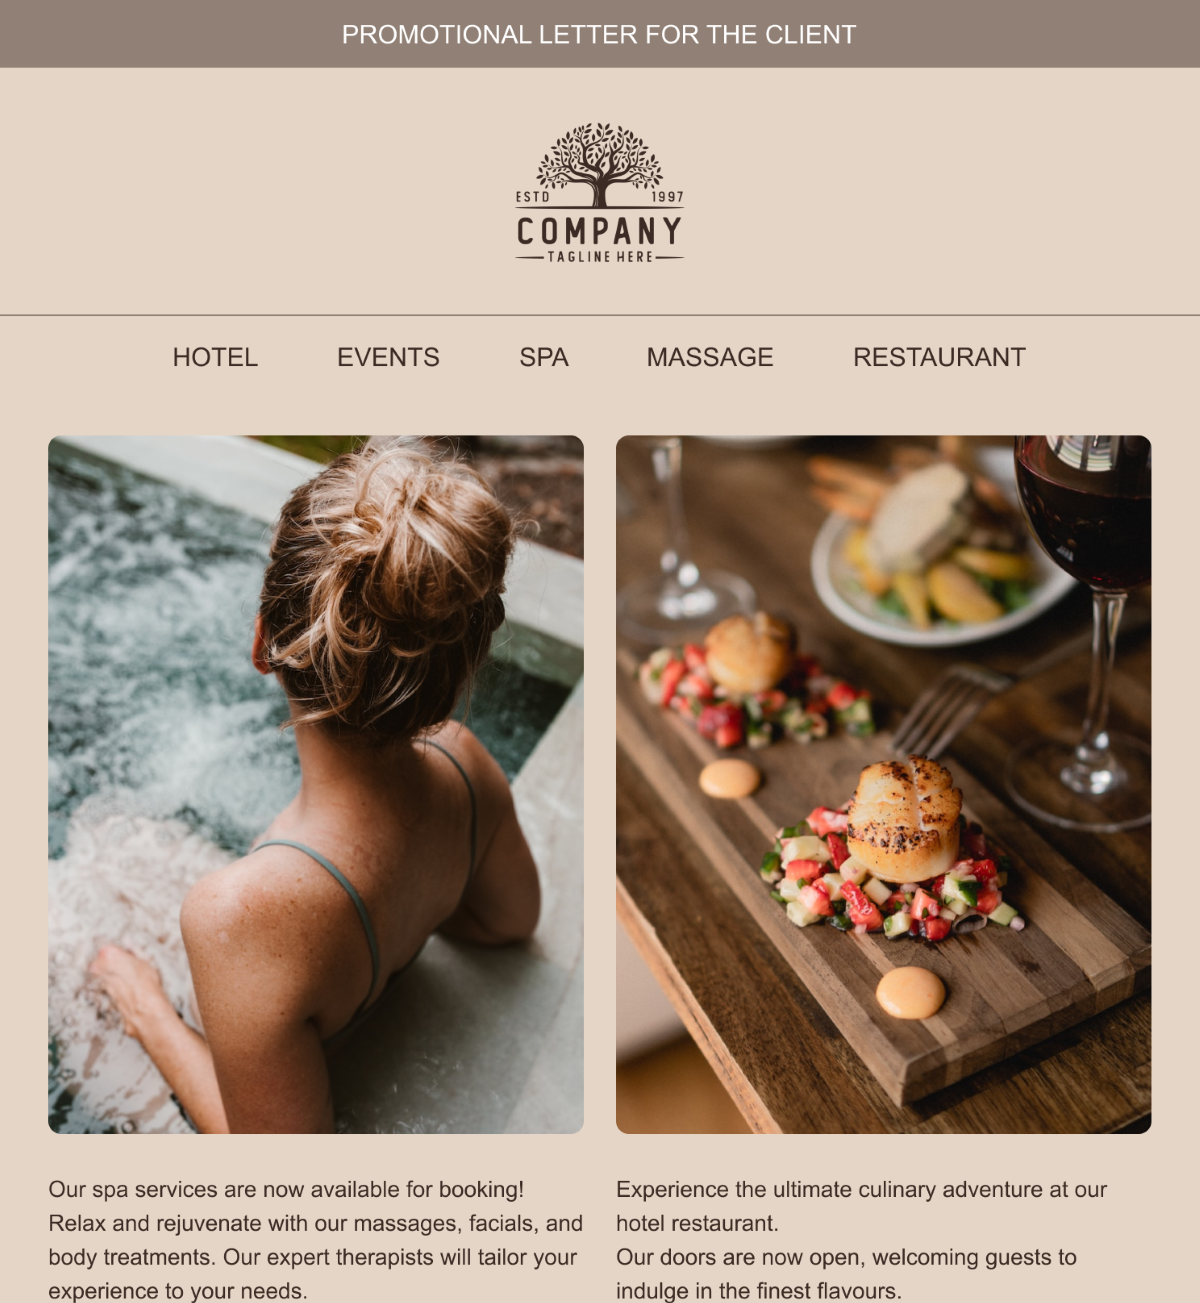 PROMOTIONAL LETTER FOR THE CLIENT
ESTD 1997
COMPANY
TAGLINE HERE
HOTEL EVENTS SPA MASSAGE RESTAURANT
Our spa services are now available for booking!
Relax and rejuvenate with our massages, facials, and
body treatments. Our expert therapists will tailor your
experience to your needs.
Experience the ultimate culinary adventure at our
hotel restaurant.
Our doors are now open, welcoming guests to
indulge in the finest flavours.